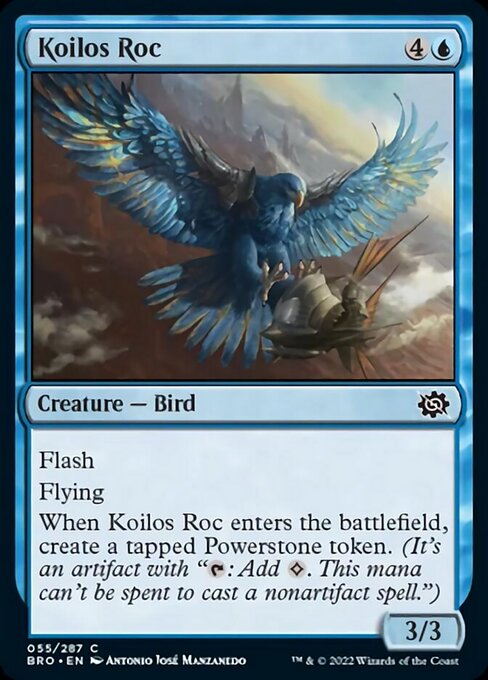 Koilos Roc 4
Creature — Bird
Flash
Flying
When Koilos Roc enters the battlefield,
create a tapped Powerstone token. (It's
an artifact with “: Add . This mana
can't be spent to cast a nonartifact spell.”)
3/3
055/287 C
BRO • EN Antonio José Manzanedo
™ & © 2022 Wizards of the Coast